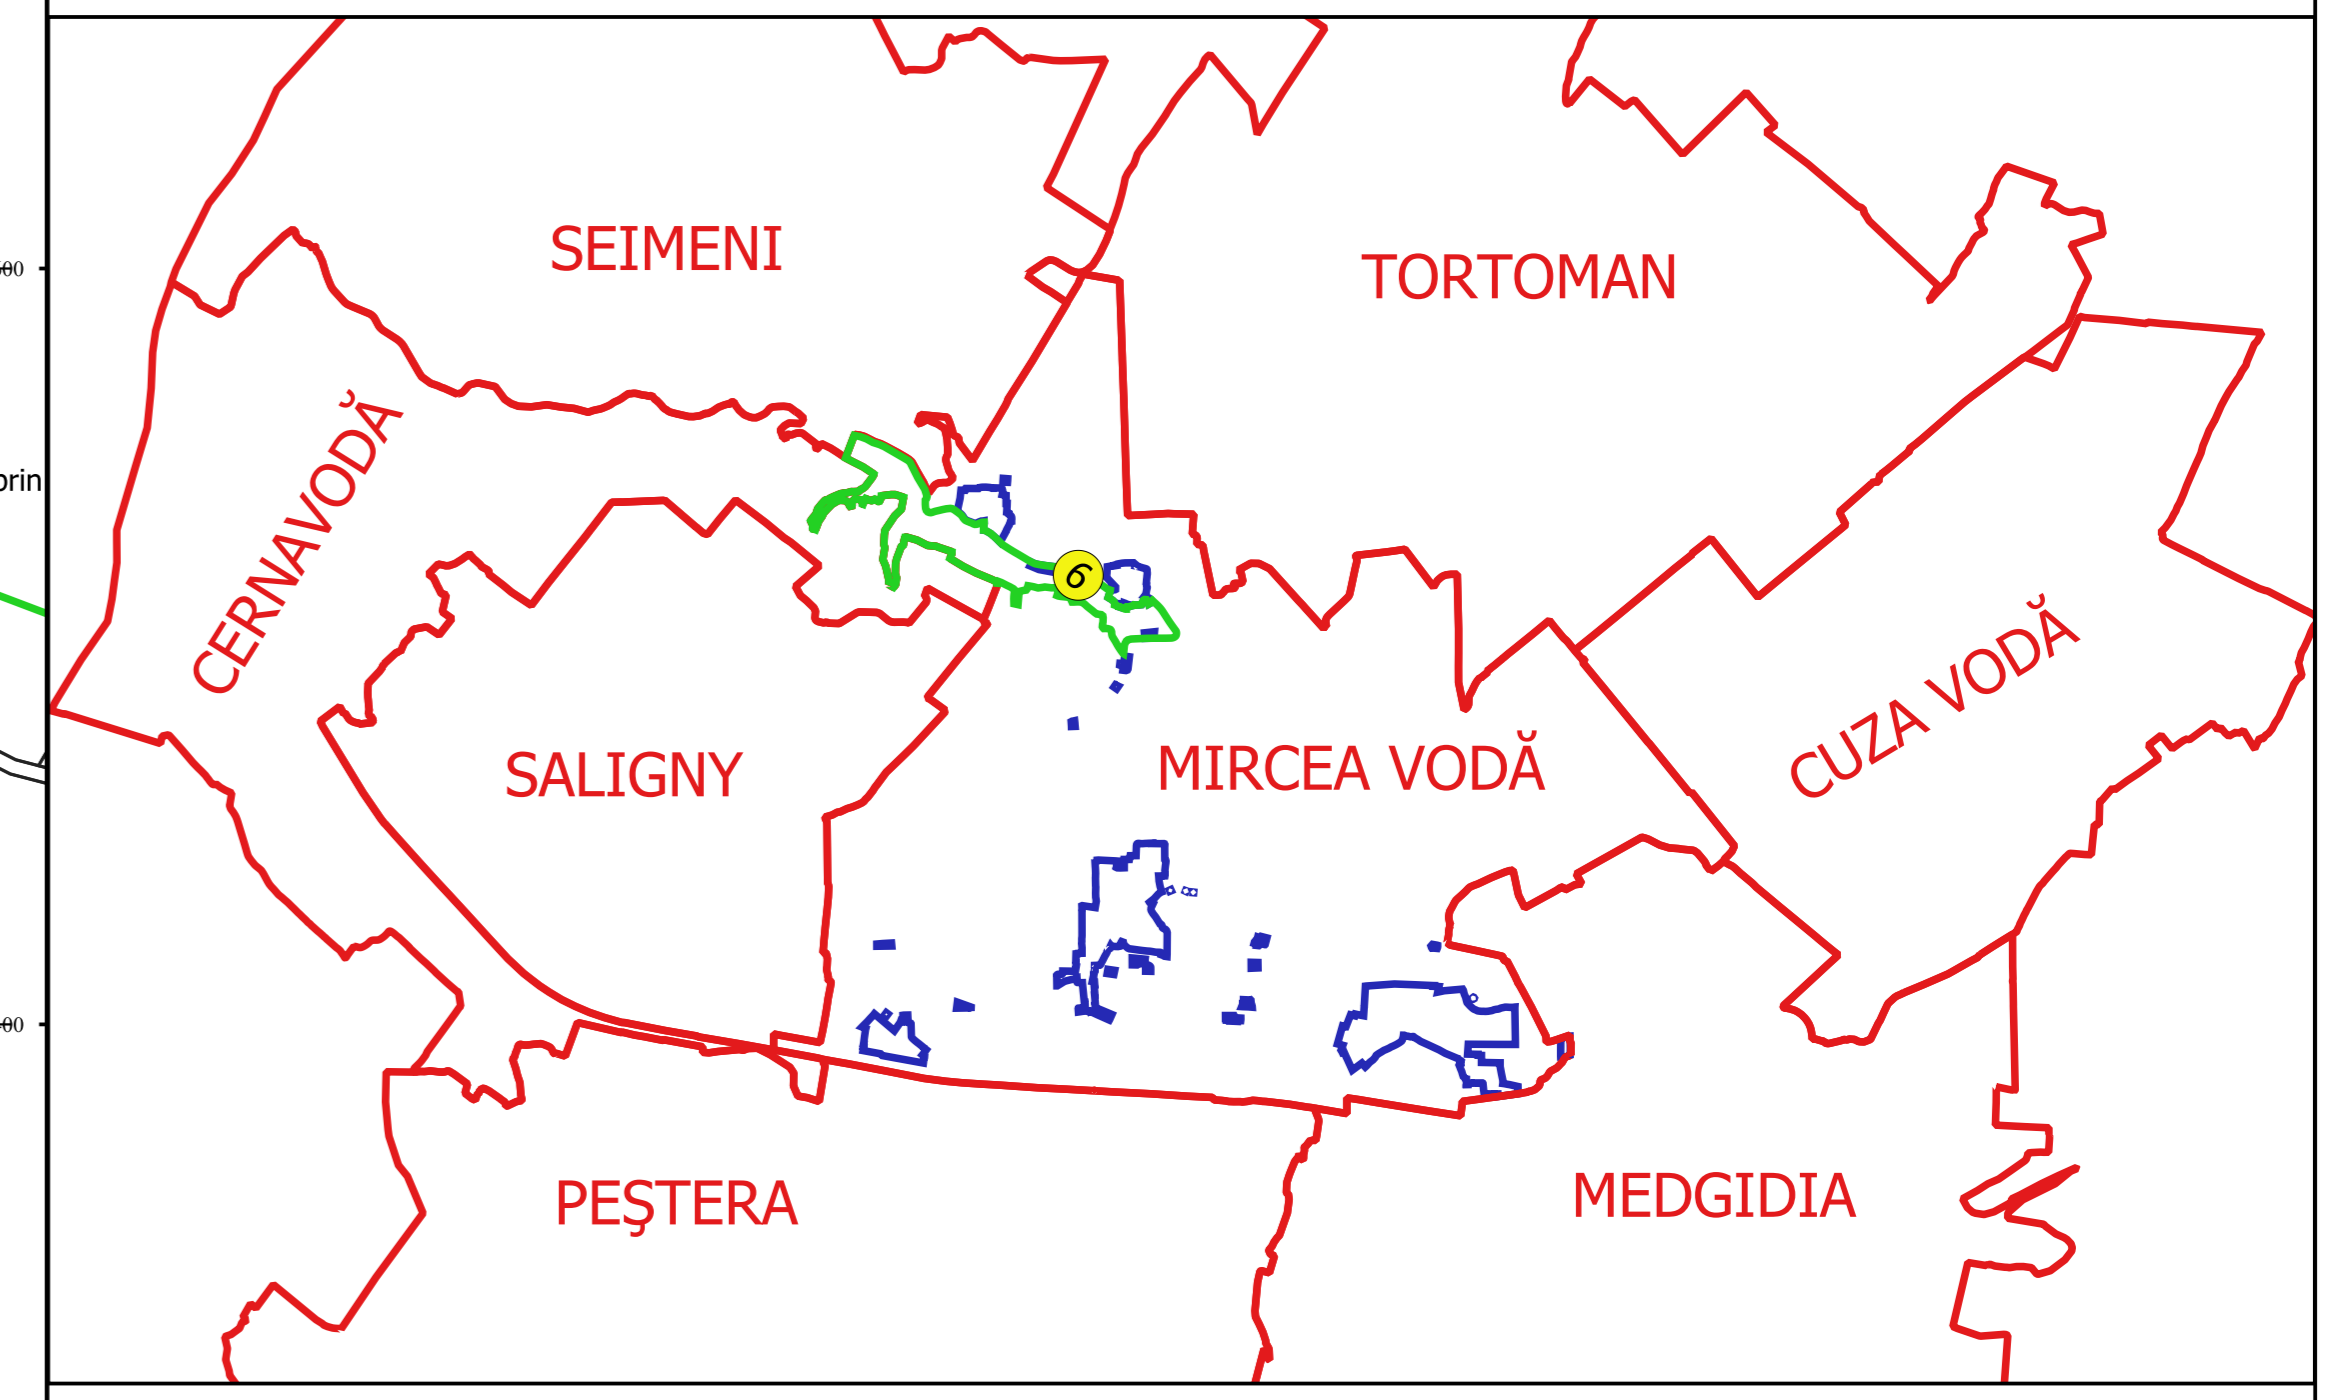 SEIMENI
TORTOMAN
CERNAVODĂ
6
CUZA VODĂ
SALIGNY
MIRCEA VODĂ
PEŞTERA
MEDGIDIA